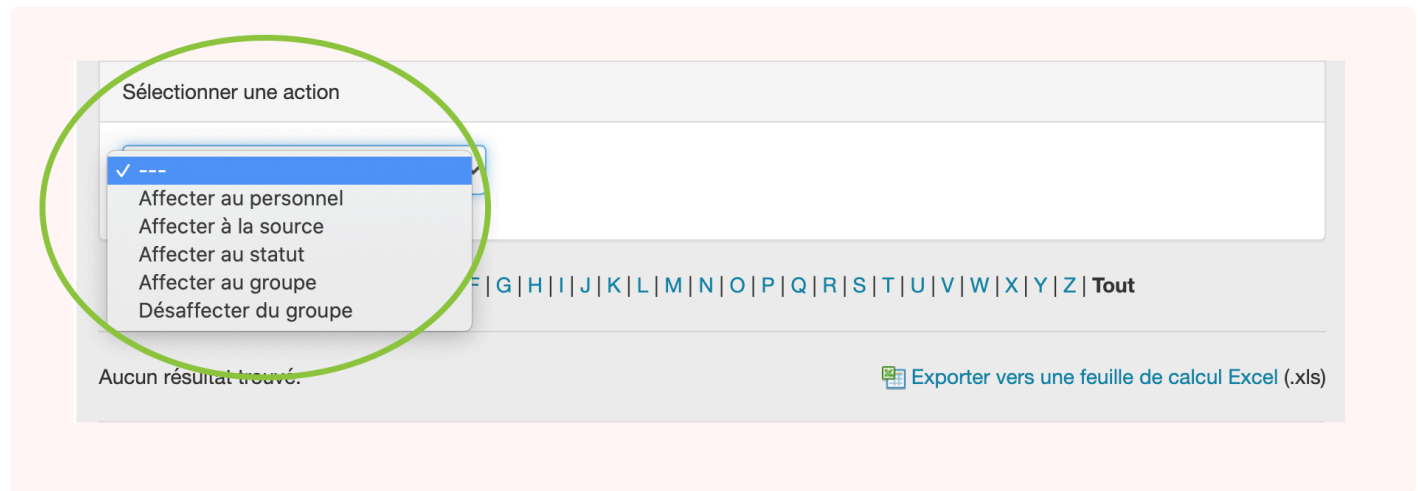 Sélectionner une action
---
Affecter au personnel
Affecter à la source
Affecter au statut
Affecter au groupe
Désaffecter du groupe
F | G | H | I | J | K | L | M | N | O | P | Q | R | S | T | U | V | W | X | Y | Z | Tout
Aucun résultat trouvé.
Exporter vers une feuille de calcul Excel (.xls)